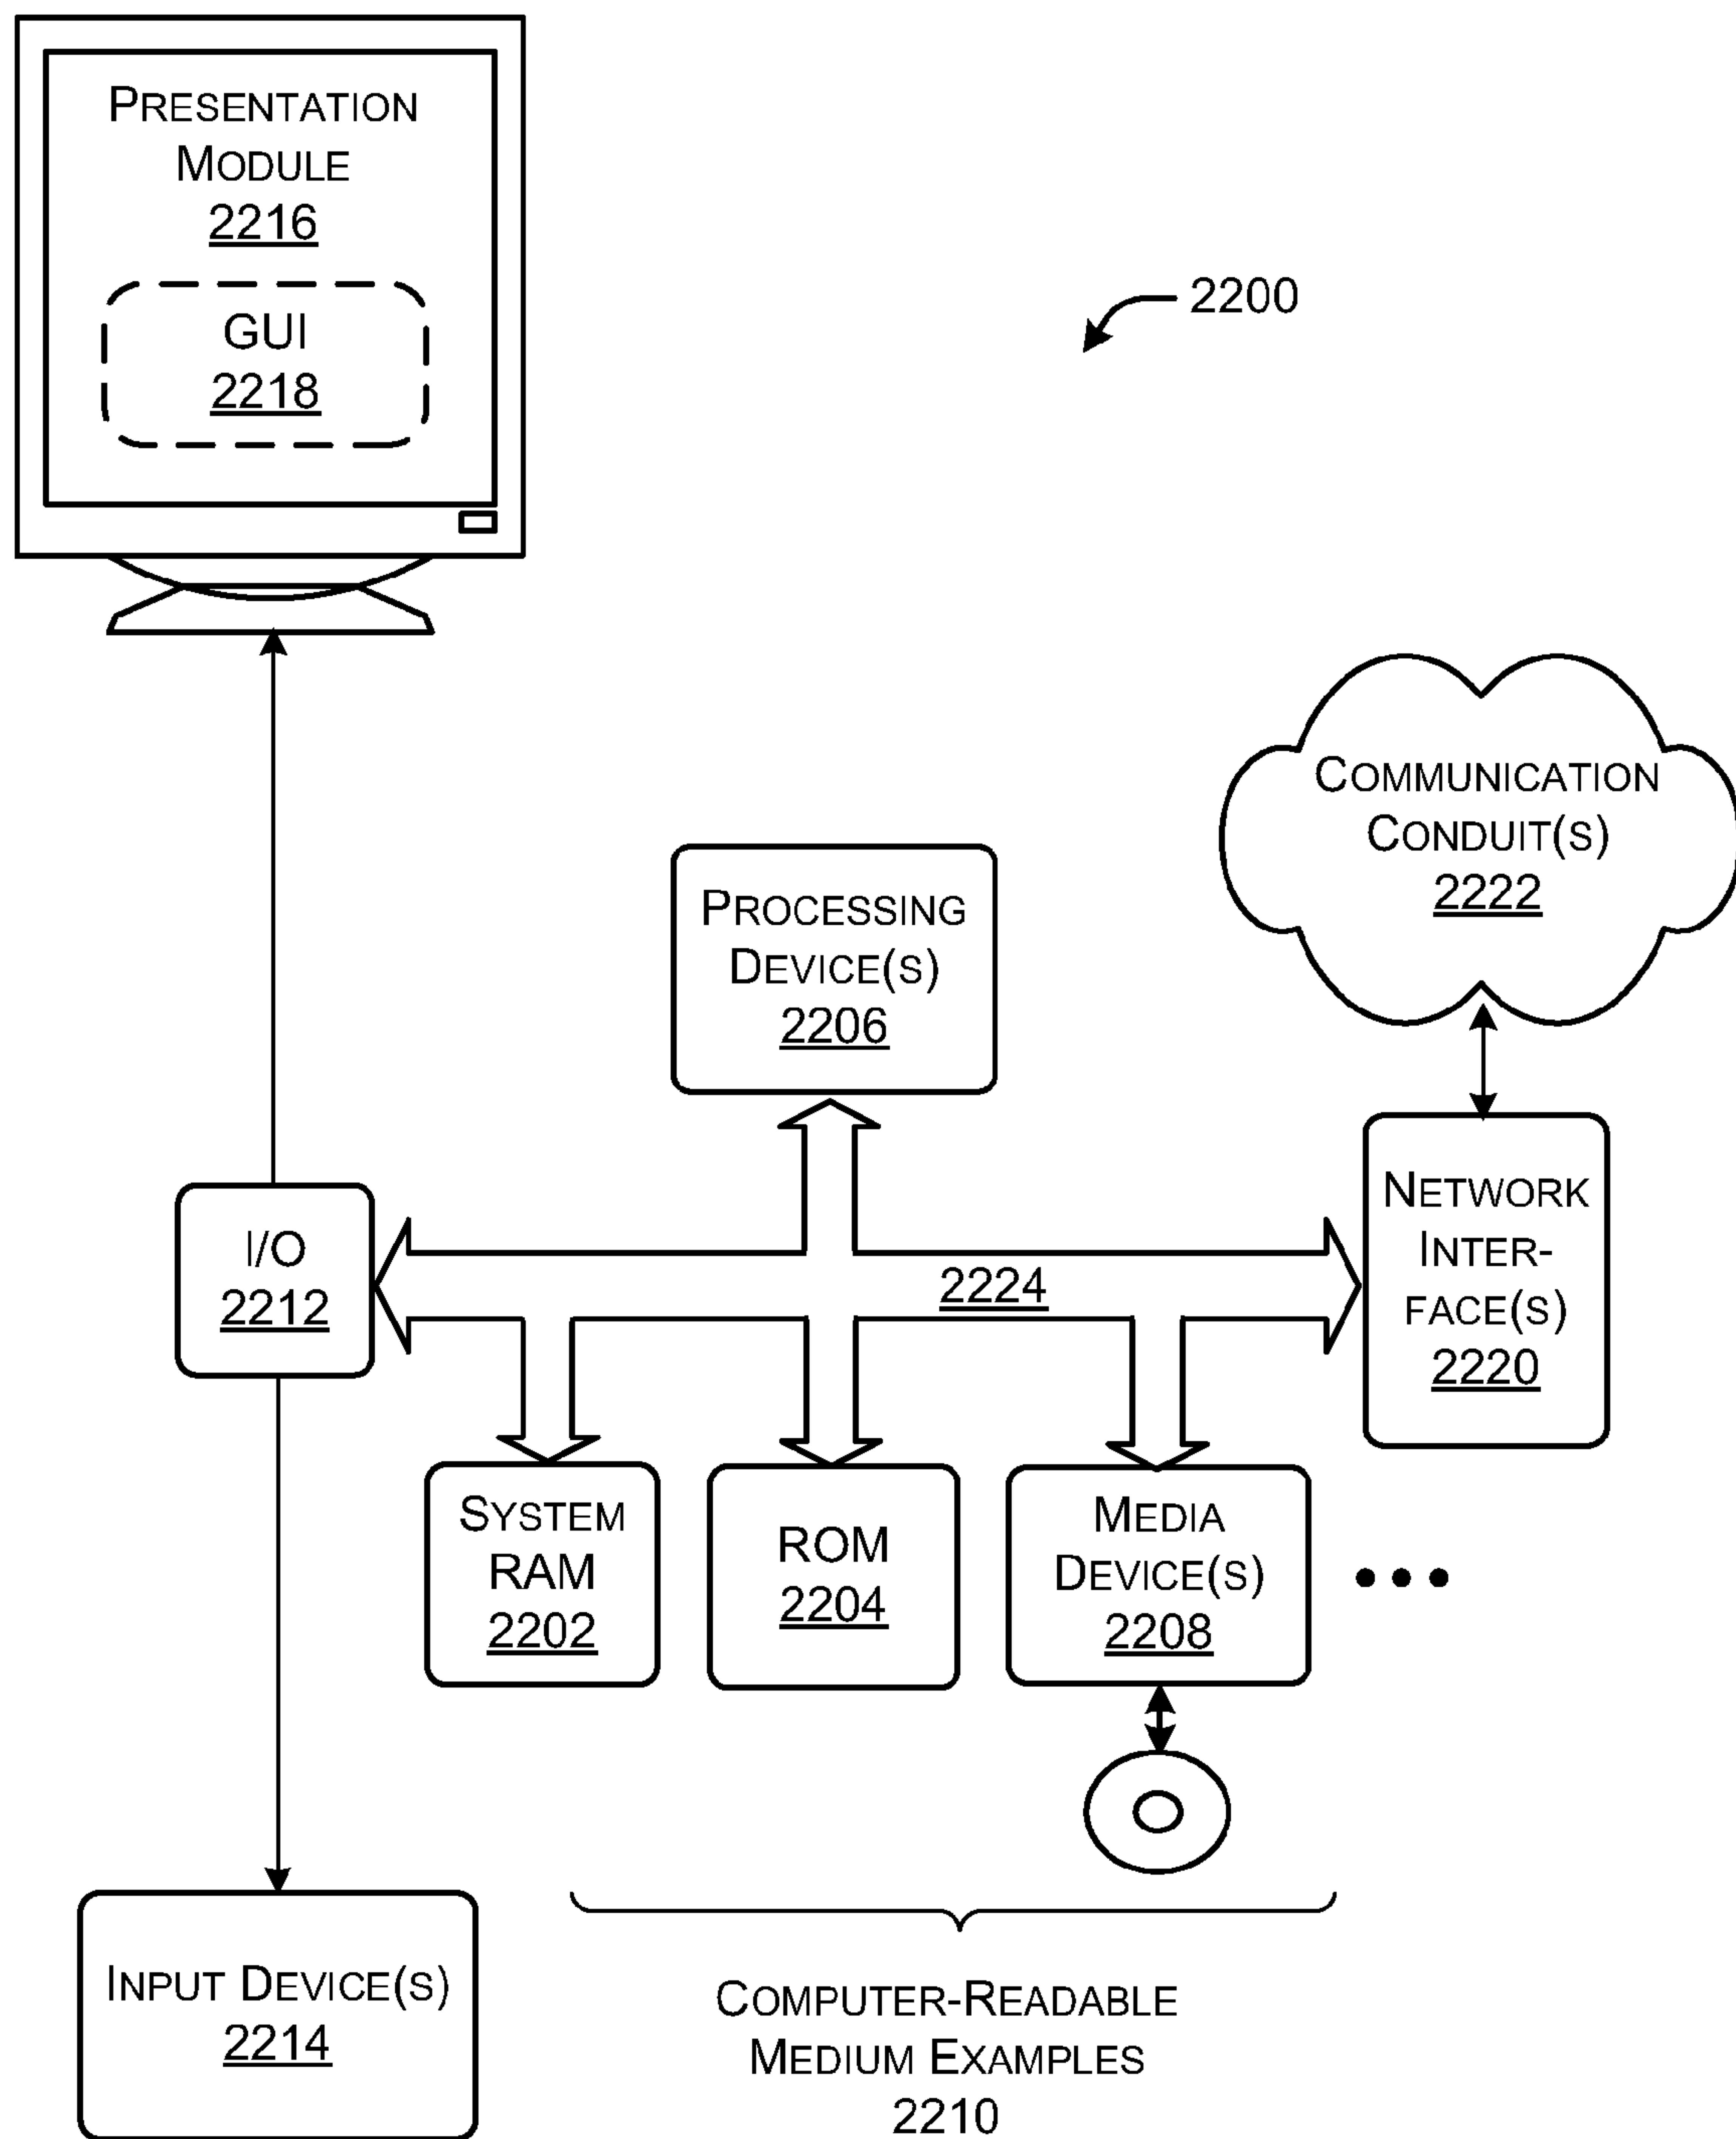 PRESENTATION
MODULE
2216
GUI
2218
2200
COMMUNICATION
CONDUIT(S)
2222
PROCESSING
DEVICE(S)
2206
NETWORK
INTER-
FACE(S)
2220
I/O
2212
2224
SYSTEM
RAM
2202
ROM
2204
MEDIA
DEVICE(S)
2208
INPUT DEVICE(S)
2214
COMPUTER-READABLE
MEDIUM EXAMPLES
2210